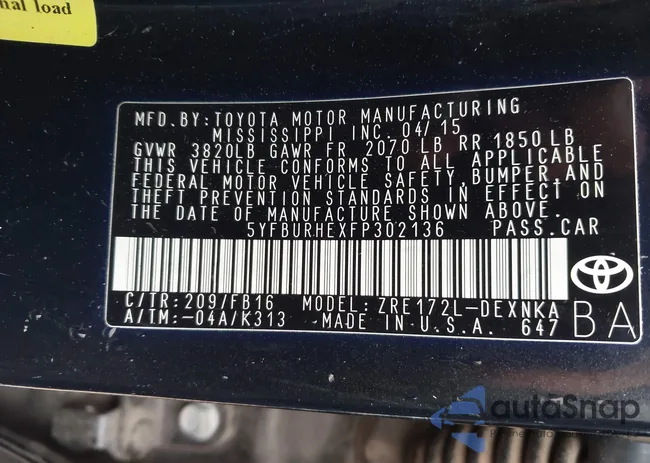 nal load
MFD. BY: TOYOTA MOTOR MANUFACTURING
MISSISSIPPI INC. 04/15
GVWR 3820LB GAWR FR 2070 LB RR 1850LB
THIS VEHICLE CONFORMS TO ALL APPLICABLE
FEDERAL MOTOR VEHICLE SAFETY, BUMPER, AND
THEFT PREVENTION STANDARDS IN EFFECT ON
THE DATE OF MANUFACTURE SHOWN ABOVE.
5YFBURHEXFP302136 PASS.CAR
C/TR:209/FB16 MODEL: ZRE172L-DEXNKA
A/TM:-04A/K313 MADE IN U.S.A. 647
BA
autoSnap